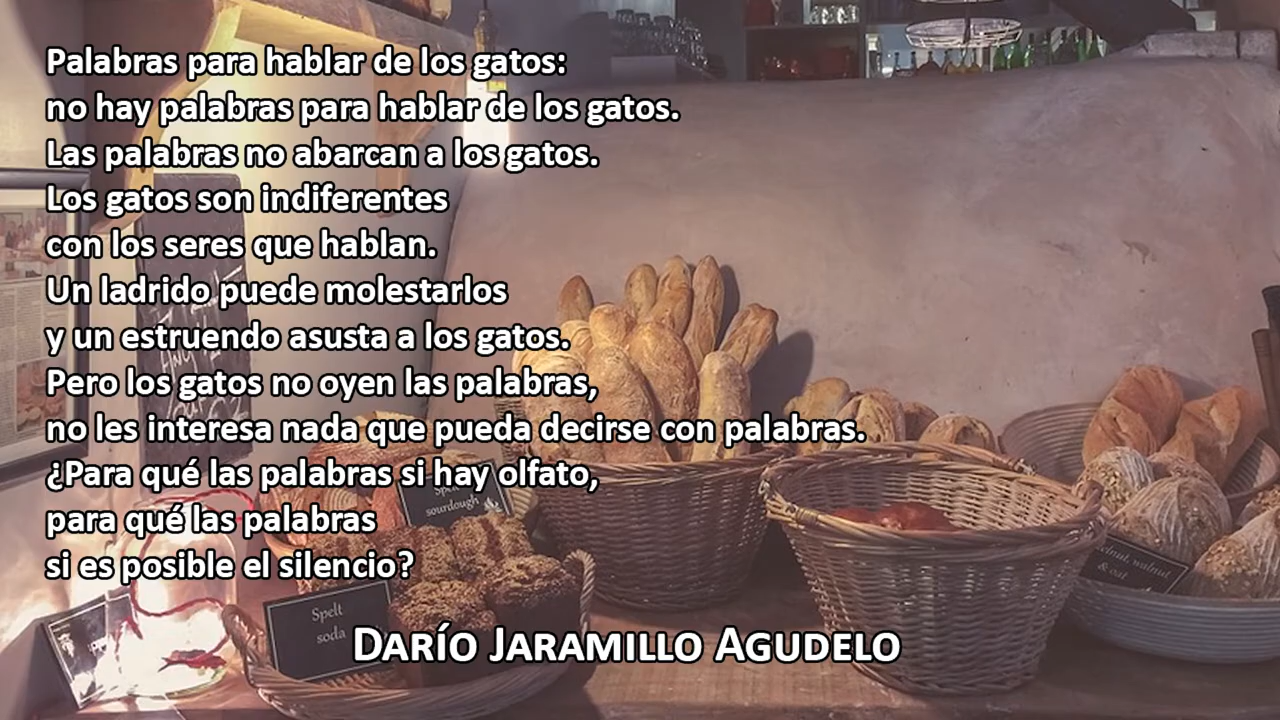 Palabras para hablar de los gatos:
no hay palabras para hablar de los gatos.
Las palabras no abarcan a los gatos.
Los gatos son indiferentes
con los seres que hablan.
Un ladrido puede molestarlos
y un estruendo asusta a los gatos.
Pero los gatos no oyen las palabras,
no les interesa nada que pueda decirse con palabras.
¿Para qué las palabras si hay olfato,
para qué las palabras
si es posible el silencio?
Darío Jaramillo Agudelo
Spelt
sourdough
walnut
& oat
Spelt
soda